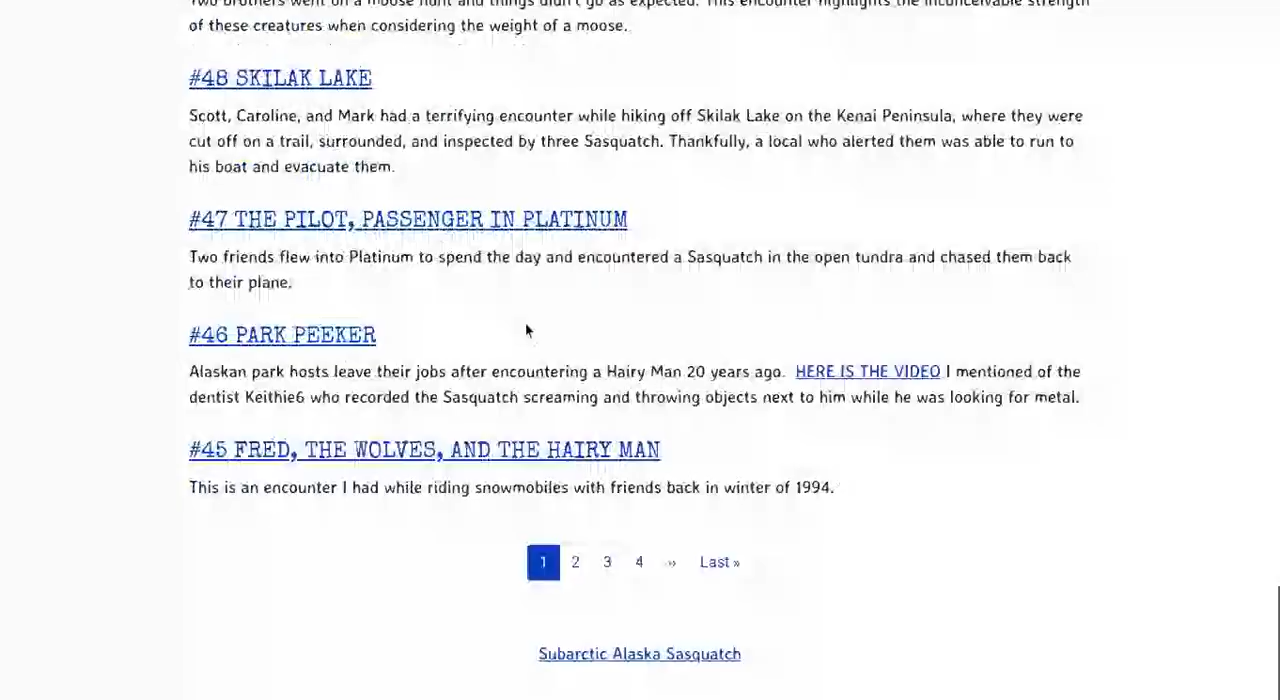 Two brothers went on a moose hunt and things didn't go as expected. This encounter highlights the inconceivable strength
of these creatures when considering the weight of a moose.
#48 SKILAK LAKE
Scott, Caroline, and Mark had a terrifying encounter while hiking off Skilak Lake on the Kenai Peninsula, where they were
cut off on a trail, surrounded, and inspected by three Sasquatch. Thankfully, a local who alerted them was able to run to
his boat and evacuate them.
#47 THE PILOT, PASSENGER IN PLATINUM
Two friends flew into Platinum to spend the day and encountered a Sasquatch in the open tundra and chased them back
to their plane.
#46 PARK PEEKER
Alaskan park hosts leave their jobs after encountering a Hairy Man 20 years ago. HERE IS THE VIDEO I mentioned of the
dentist Keithie6 who recorded the Sasquatch screaming and throwing objects next to him while he was looking for metal.
#45 FRED, THE WOLVES, AND THE HAIRY MAN
This is an encounter I had while riding snowmobiles with friends back in winter of 1994.
1 2 3 4 » Last »
Subarctic Alaska Sasquatch